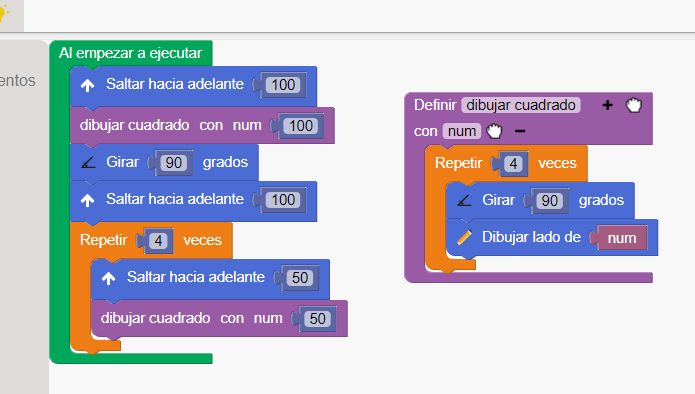 entos
Al empezar a ejecutar
Saltar hacia adelante 100
dibujar cuadrado con num 100
Girar 90 grados
Saltar hacia adelante 100
Repetir 4 veces
Saltar hacia adelante 50
dibujar cuadrado con num 50
Definir dibujar cuadrado +
con num −
Repetir 4 veces
Girar 90 grados
Dibujar lado de num